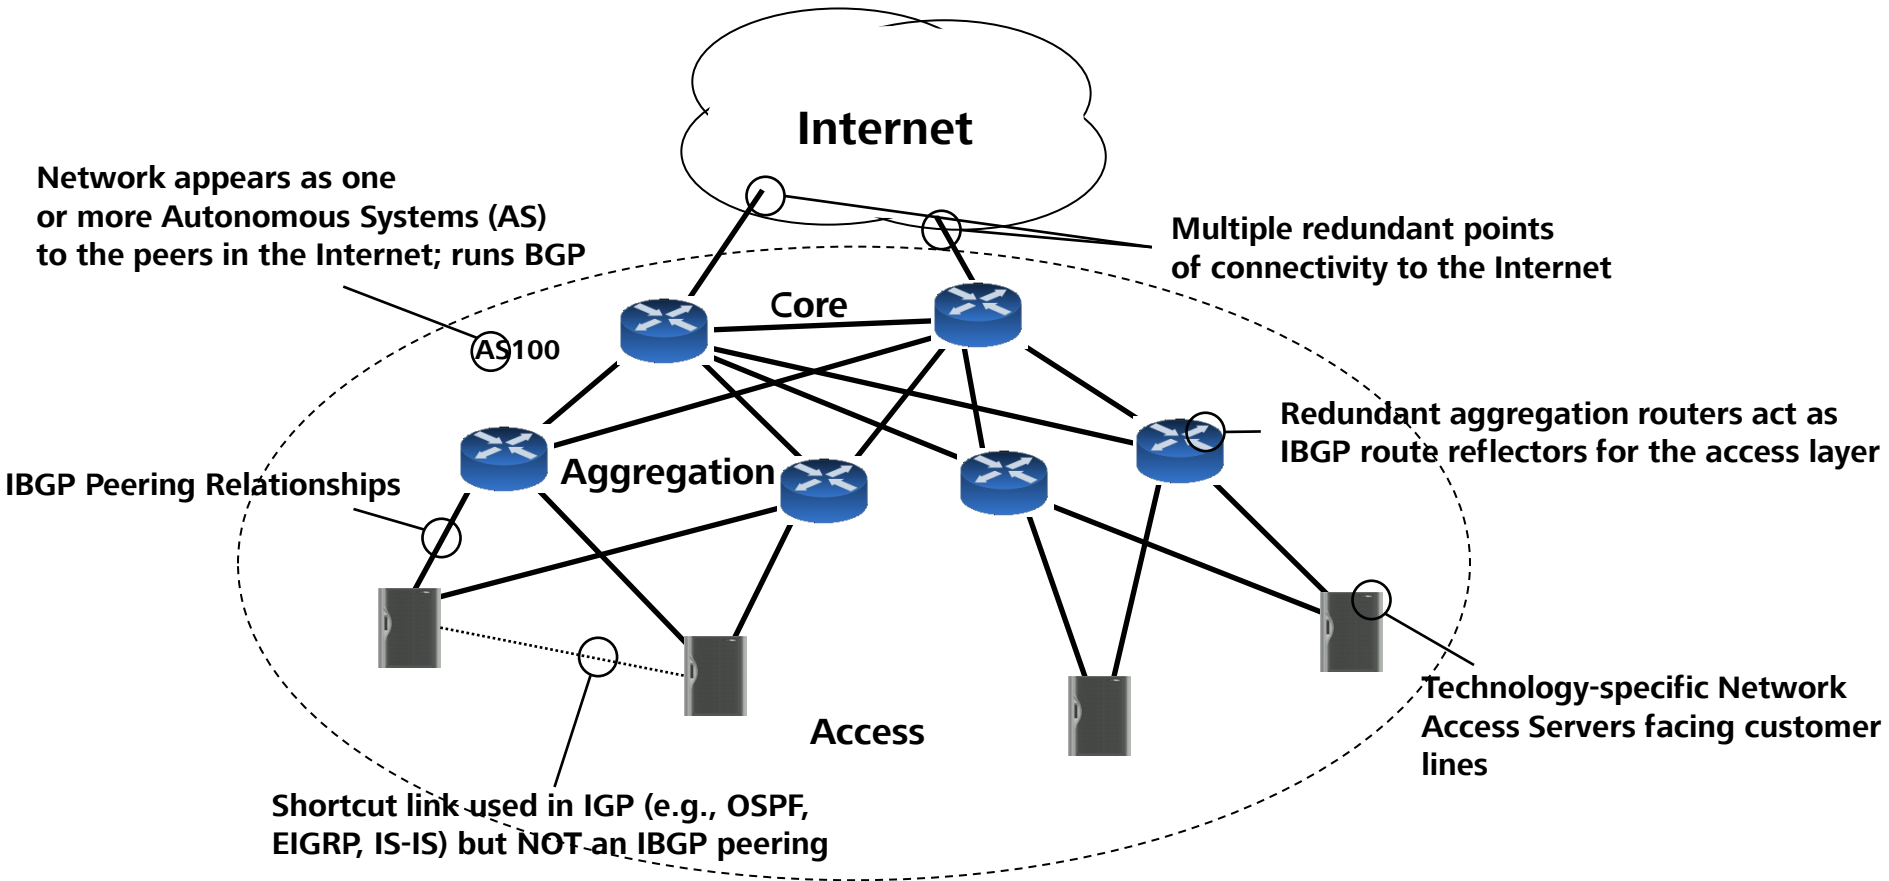 Internet
Network appears as one
or more Autonomous Systems (AS)
to the peers in the Internet; runs BGP
Multiple redundant points
of connectivity to the Internet
Core
AS100
Redundant aggregation routers act as
IBGP route reflectors for the access layer
Aggregation
IBGP Peering Relationships
Technology-specific Network
Access Servers facing customer
lines
Access
Shortcut link used in IGP (e.g., OSPF,
EIGRP, IS-IS) but NOT an IBGP peering